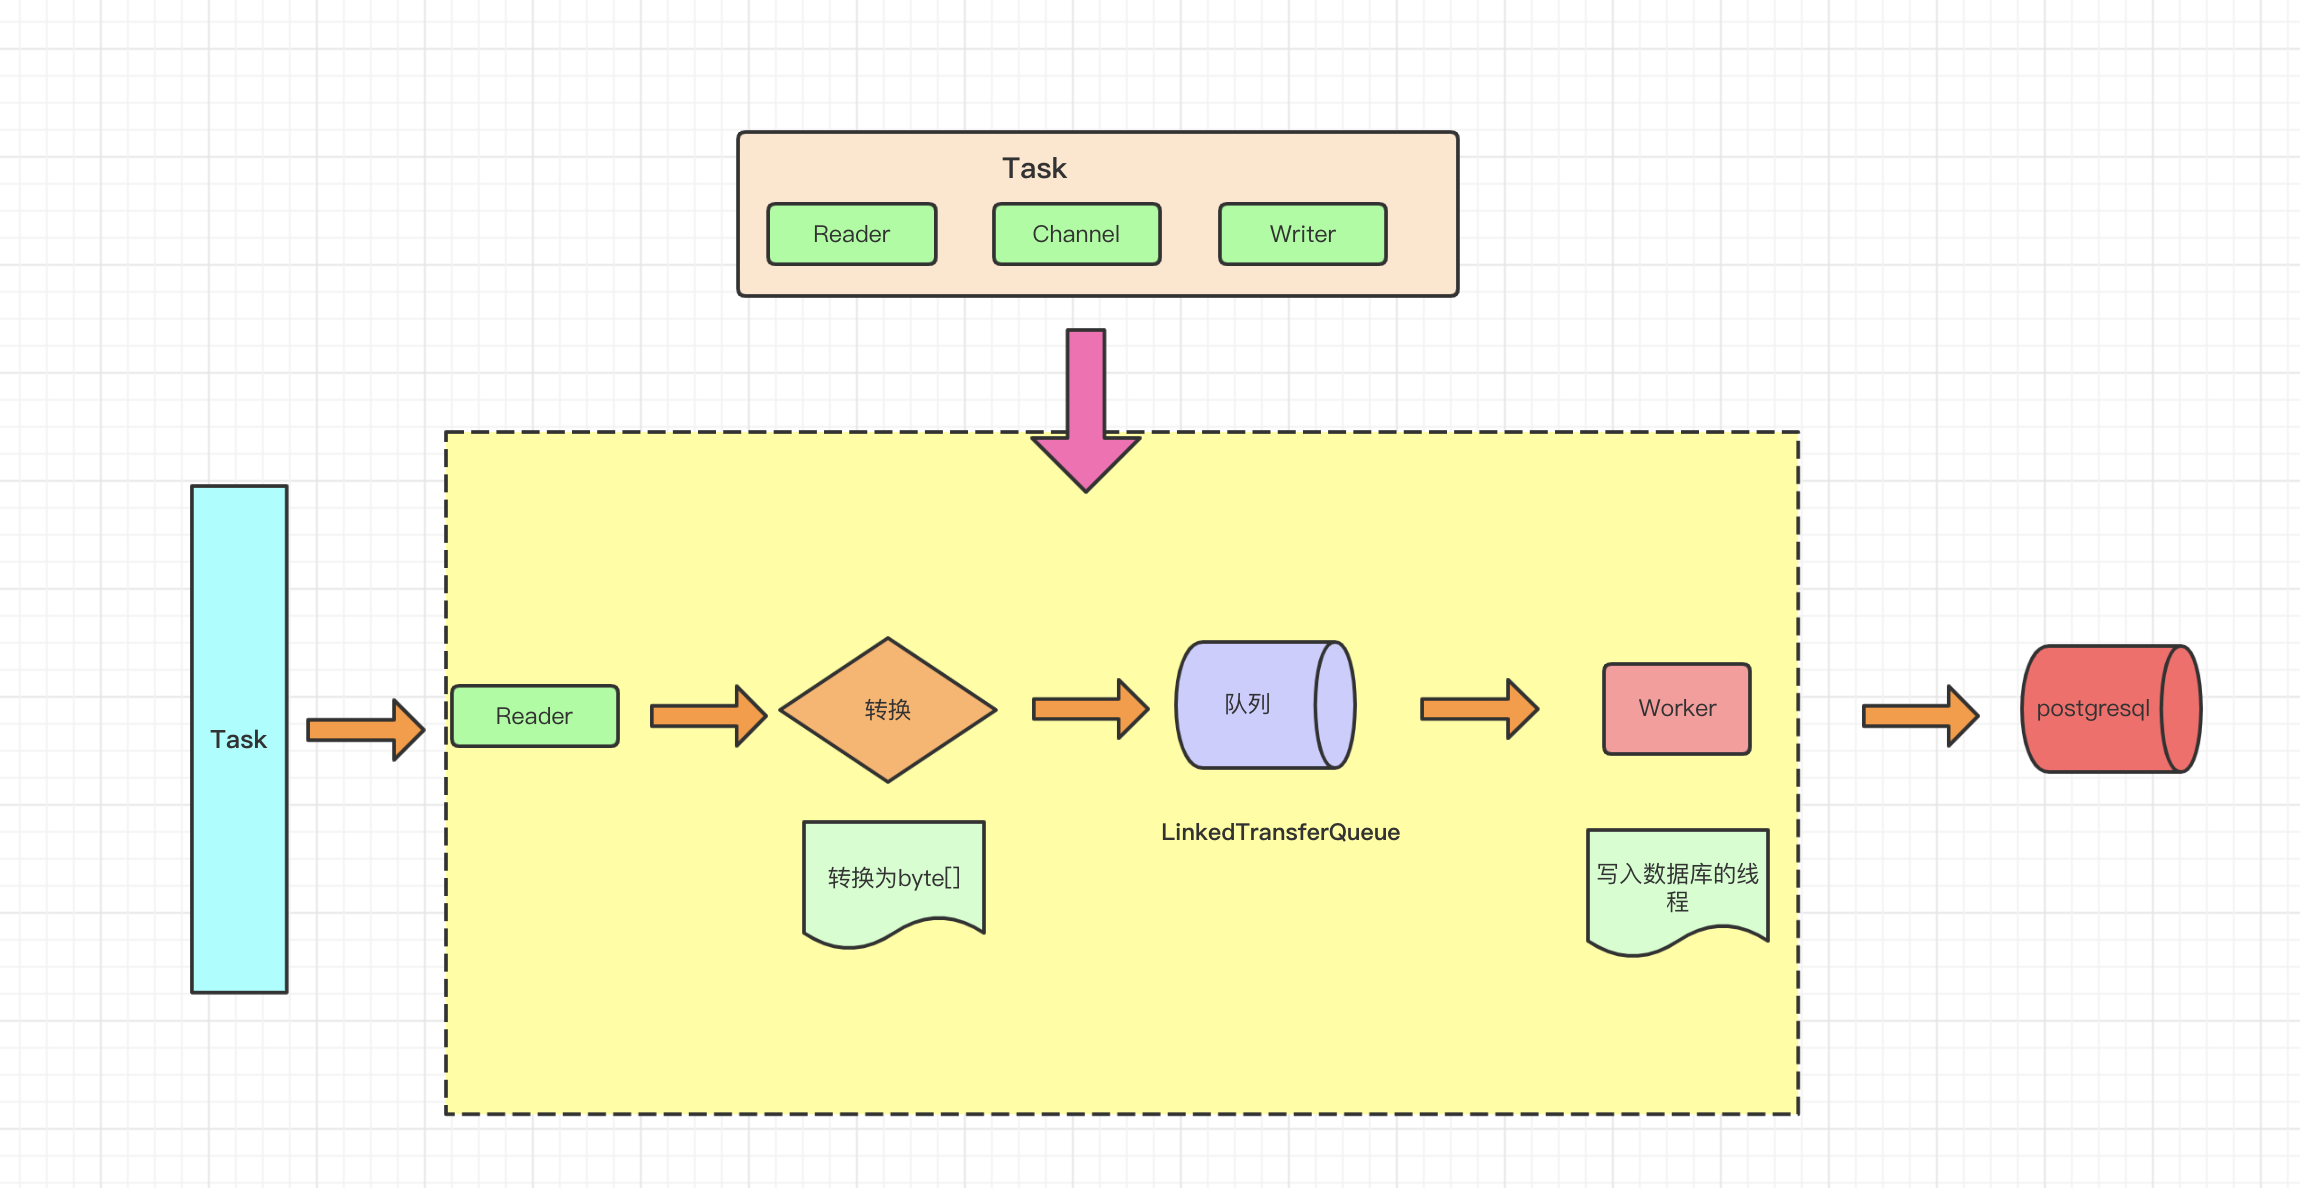 Task
Reader
Channel
Writer
Task
Reader
转换
队列
Worker
postgresql
转换为byte[]
LinkedTransferQueue
写入数据库的线
程